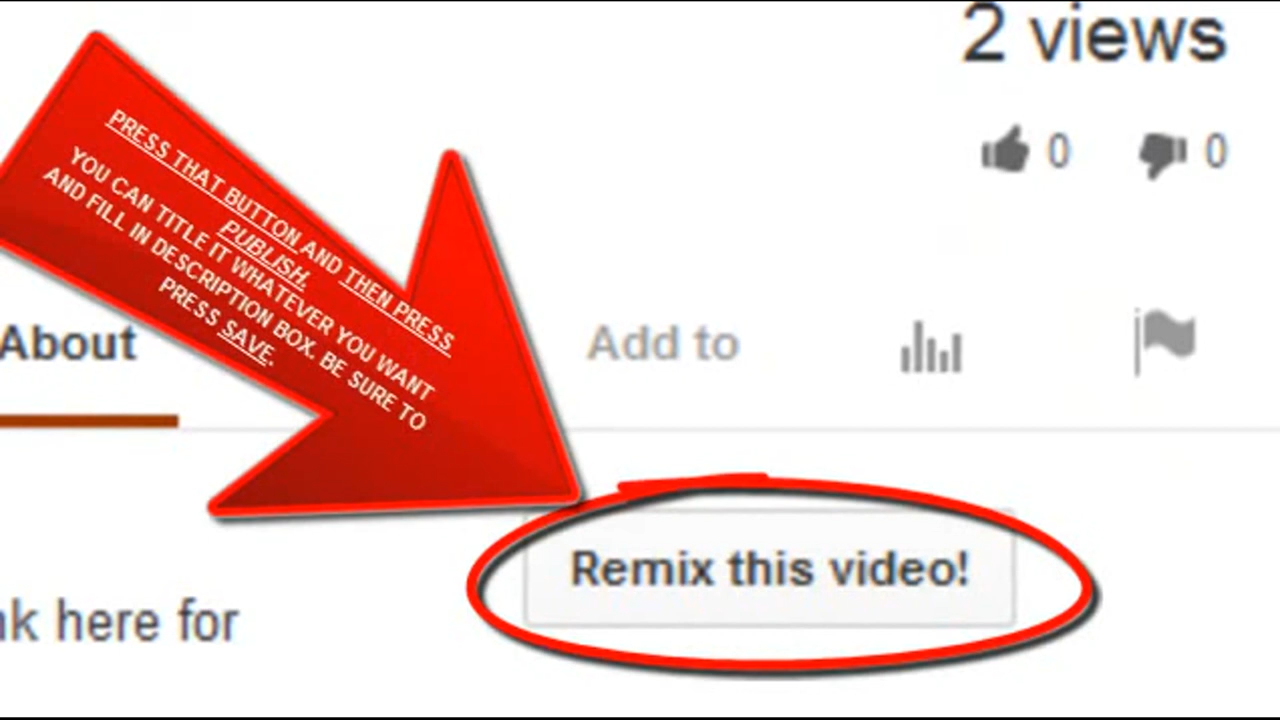 2 views
0 0
PRESS THAT BUTTON AND THEN PRESS
PUBLISH.
YOU CAN TITLE IT WHATEVER YOU WANT
AND FILL IN DESCRIPTION BOX. BE SURE TO
PRESS SAVE.
About Add to
Remix this video!
nk here for